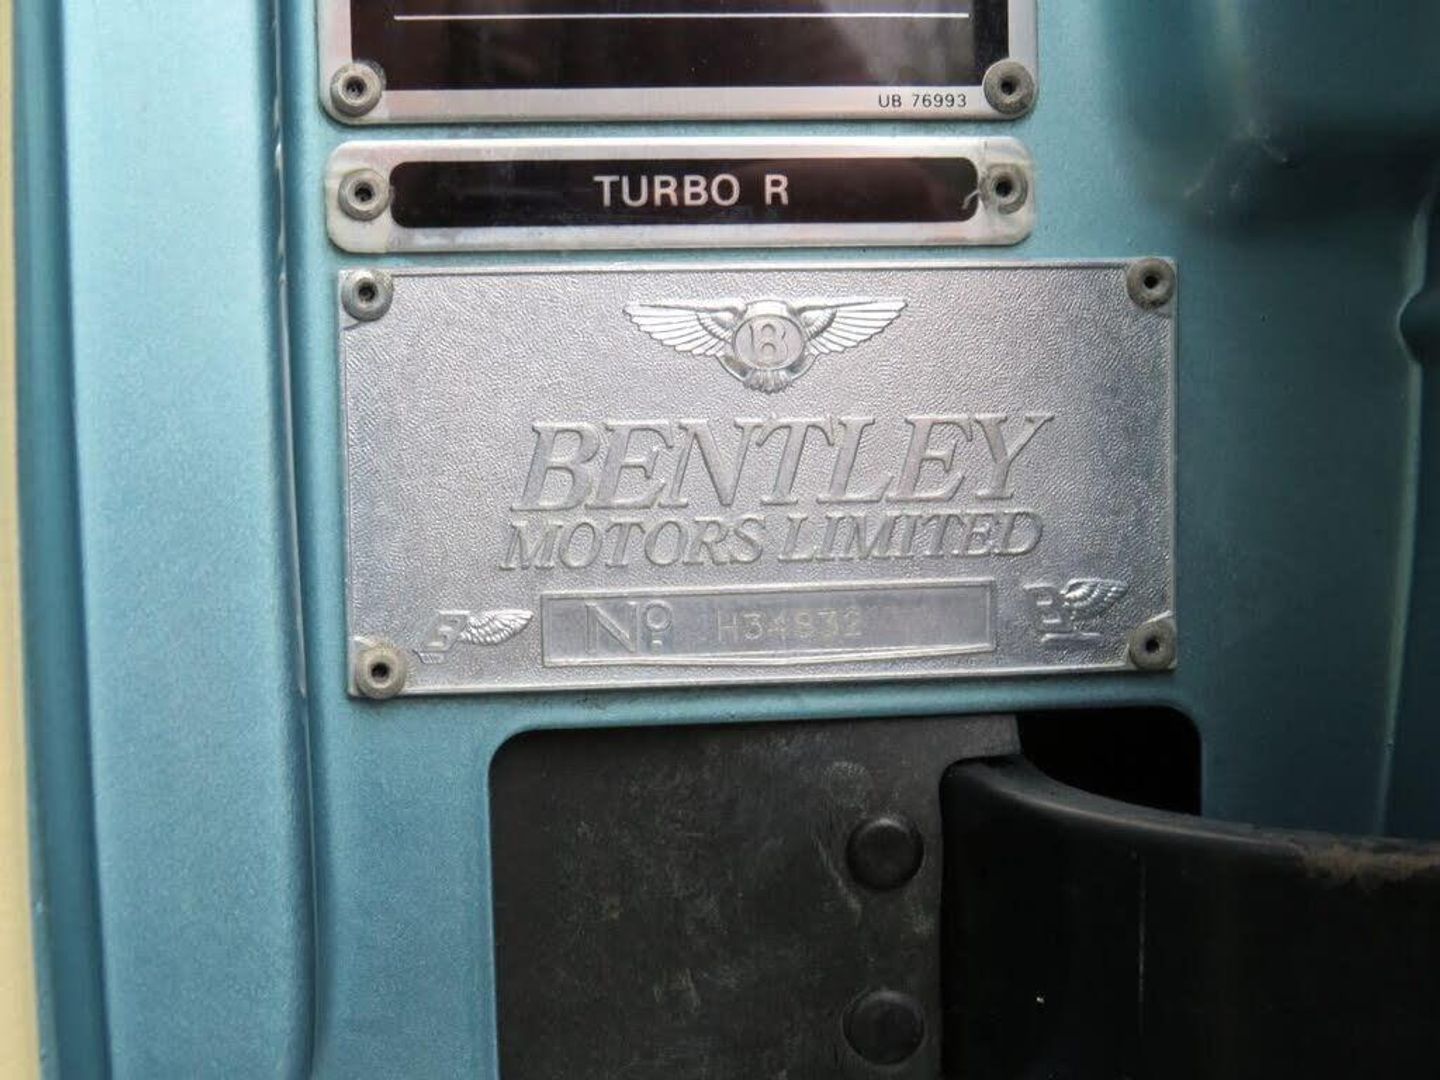 UB 76993
TURBO R
B
BENTLEY
MOTORS LIMITED
B No. H34832 B